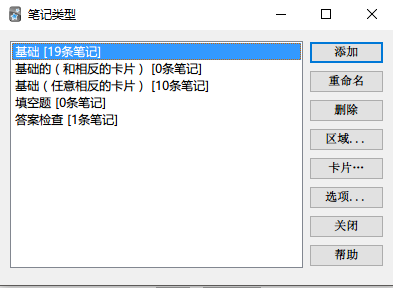 笔记类型
基础 [19条笔记]
基础的（和相反的卡片） [0条笔记]
基础（任意相反的卡片） [10条笔记]
填空题 [0条笔记]
答案检查 [1条笔记]
添加
重命名
删除
区域...
卡片…
选项...
关闭
帮助